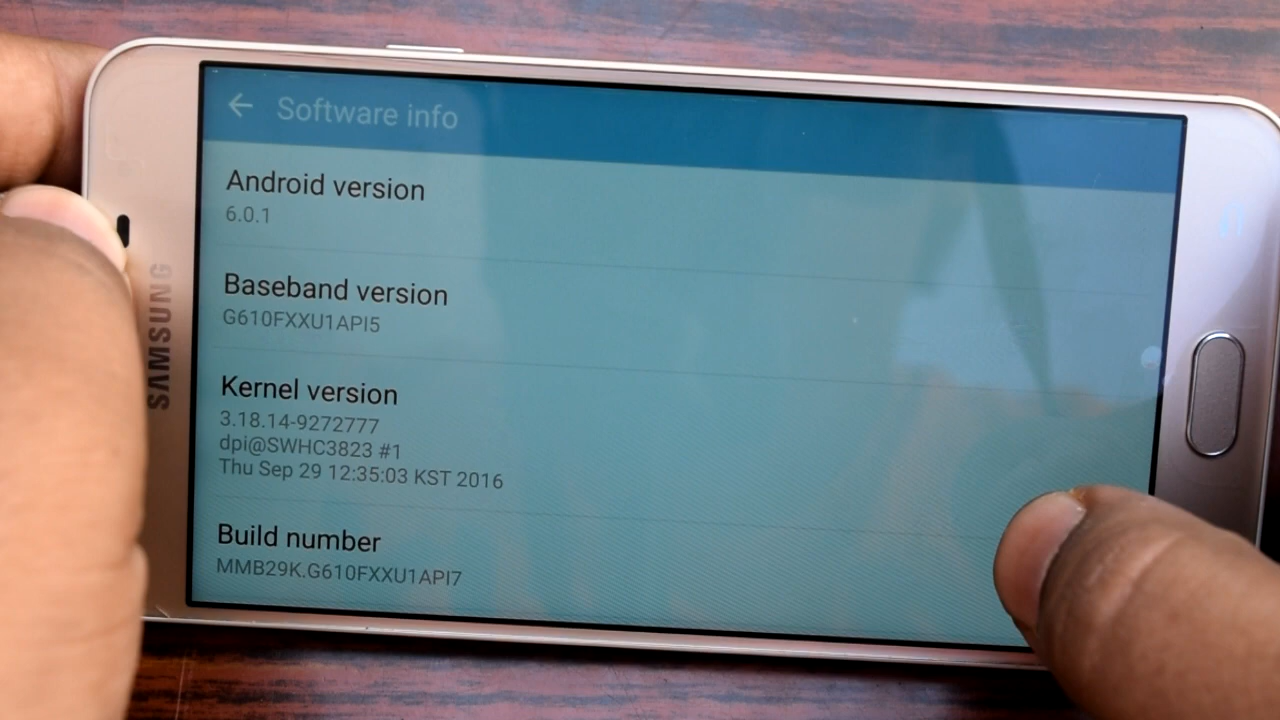 Software info
Android version
6.0.1
Baseband version
G610FXXU1API5
Kernel version
3.18.14-9272777
dpi@SWHC3823 #1
Thu Sep 29 12:35:03 KST 2016
Build number
MMB29K.G610FXXU1API7
SAMSUNG